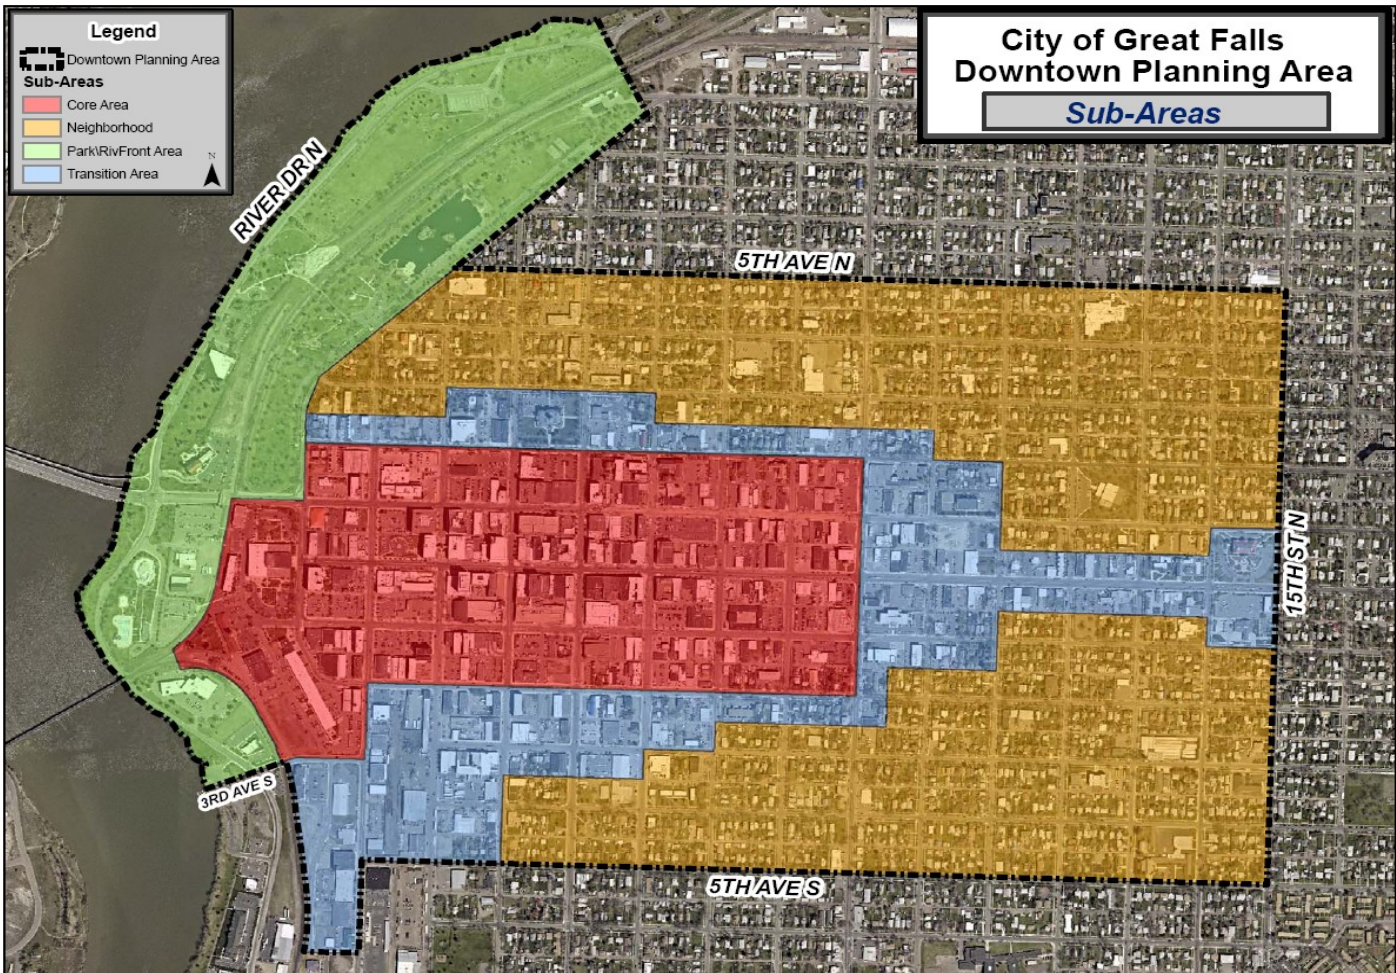 Legend
Downtown Planning Area
Sub-Areas
Core Area
Neighborhood
Park\RivFront Area
Transition Area
N
City of Great Falls
Downtown Planning Area
Sub-Areas
RIVER DR N
5TH AVE N
15TH ST N
3RD AVE S
5TH AVE S